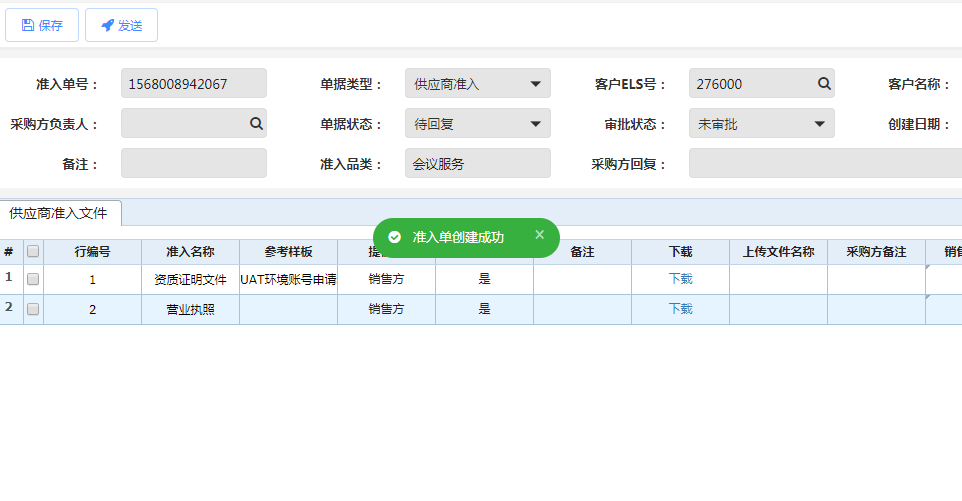 保存 发送
准入单号： 1568008942067 单据类型： 供应商准入 客户ELS号： 276000 客户名称：
采购方负责人： 单据状态： 待回复 审批状态： 未审批 创建日期：
备注： 准入品类： 会议服务 采购方回复：
供应商准入文件
准入单创建成功 ×
# 行编号 准入名称 参考样板 备注 下载 上传文件名称 采购方备注
1 1 资质证明文件 UAT环境账号申请 销售方 是 下载
2 2 营业执照 销售方 是 下载